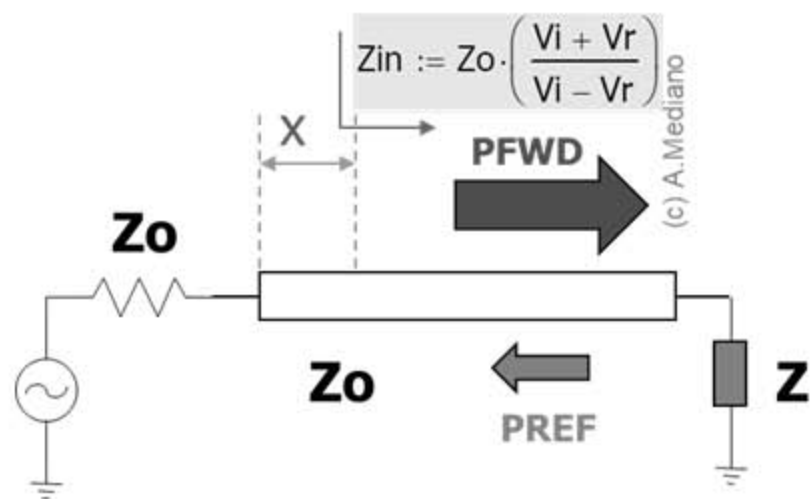 Zin := Zo·( Vi + Vr / Vi − Vr )
X
PFWD
(c) A.Mediano
Zo
Zo
PREF
Z